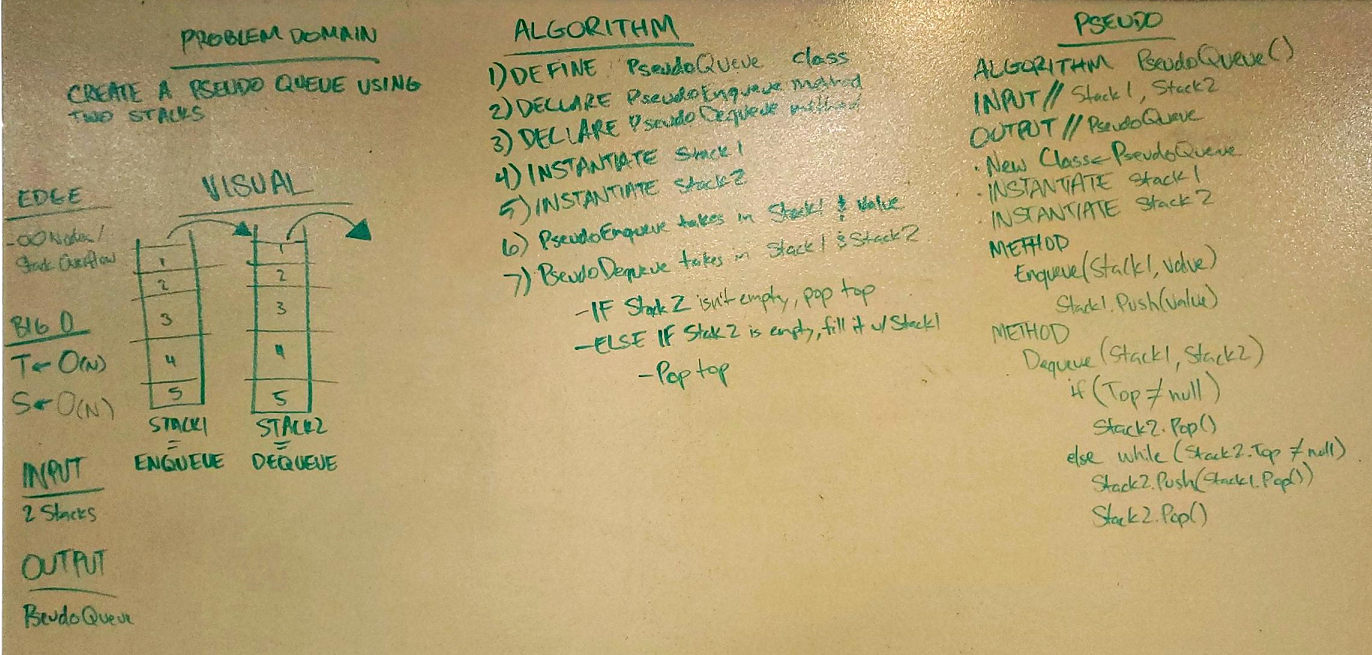 PROBLEM DOMAIN
CREATE A PSEUDO QUEUE USING
TWO STACKS
EDGE
-OO Nodes/
Stack Overflow
BIG O
T← O(N)
S← O(N)
INPUT
2 Stacks
OUTPUT
PseudoQueue
VISUAL
1 1
2 2
3 3
4 4
5 5
STACK1 STACK2
= =
ENQUEUE DEQUEUE
ALGORITHM
1) DEFINE PseudoQueue class
2) DECLARE PseudoEnqueue method
3) DECLARE PseudoDequeue method
4) INSTANTIATE Stack1
5) INSTANTIATE Stack2
6) PseudoEnqueue takes in Stack1 & value
7) PseudoDequeue takes in Stack1 & Stack2
-IF Stack2 isn't empty, pop top
-ELSE IF Stack2 is empty, fill it w/ Stack1
-Pop top
PSEUDO
ALGORITHM PseudoQueue()
INPUT // Stack1, Stack2
OUTPUT // PseudoQueue
· New Class= PseudoQueue
· INSTANTIATE Stack1
· INSTANTIATE Stack2
METHOD
Enqueue(Stack1, value)
Stack1.Push(value)
METHOD
Dequeue (Stack1, Stack2)
if (Top ≠ null)
Stack2.Pop()
else while (Stack2.Top ≠ null)
Stack2.Push(Stack1.Pop())
Stack2.Pop()